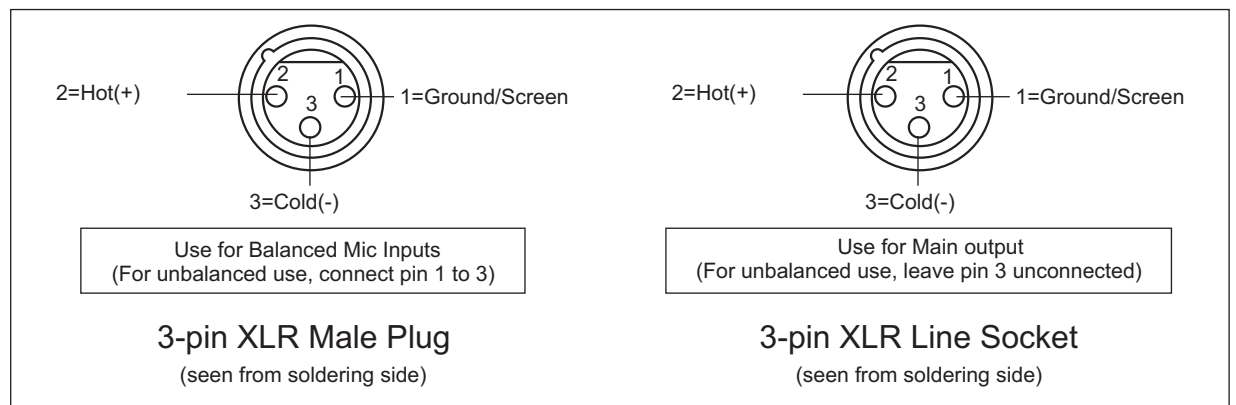 2
1
3
2=Hot(+)
1=Ground/Screen
3=Cold(-)
Use for Balanced Mic Inputs
(For unbalanced use, connect pin 1 to 3)
3-pin XLR Male Plug
(seen from soldering side)
2
1
3
2=Hot(+)
1=Ground/Screen
3=Cold(-)
Use for Main output
(For unbalanced use, leave pin 3 unconnected)
3-pin XLR Line Socket
(seen from soldering side)